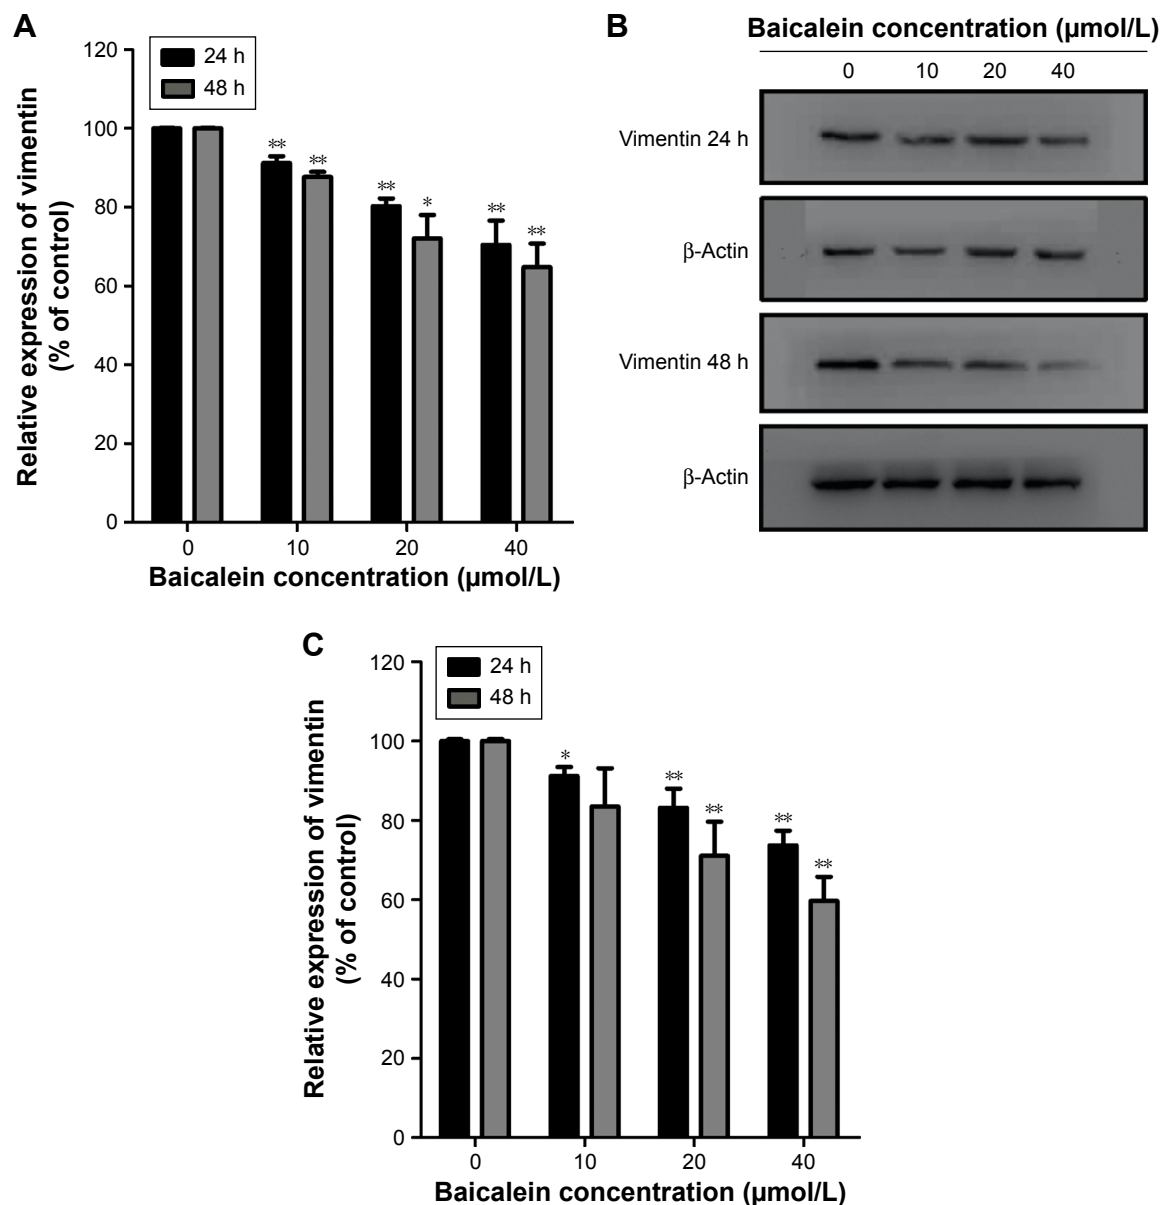 A
120
100
80
60
40
20
0
Relative expression of vimentin
(% of control)
24 h
48 h
**
**
**
*
**
**
0 10 20 40
Baicalein concentration (µmol/L)
B
Baicalein concentration (µmol/L)
0 10 20 40
Vimentin 24 h
β-Actin
Vimentin 48 h
β-Actin
C
120
100
80
60
40
20
0
Relative expression of vimentin
(% of control)
24 h
48 h
*
**
**
**
**
0 10 20 40
Baicalein concentration (µmol/L)